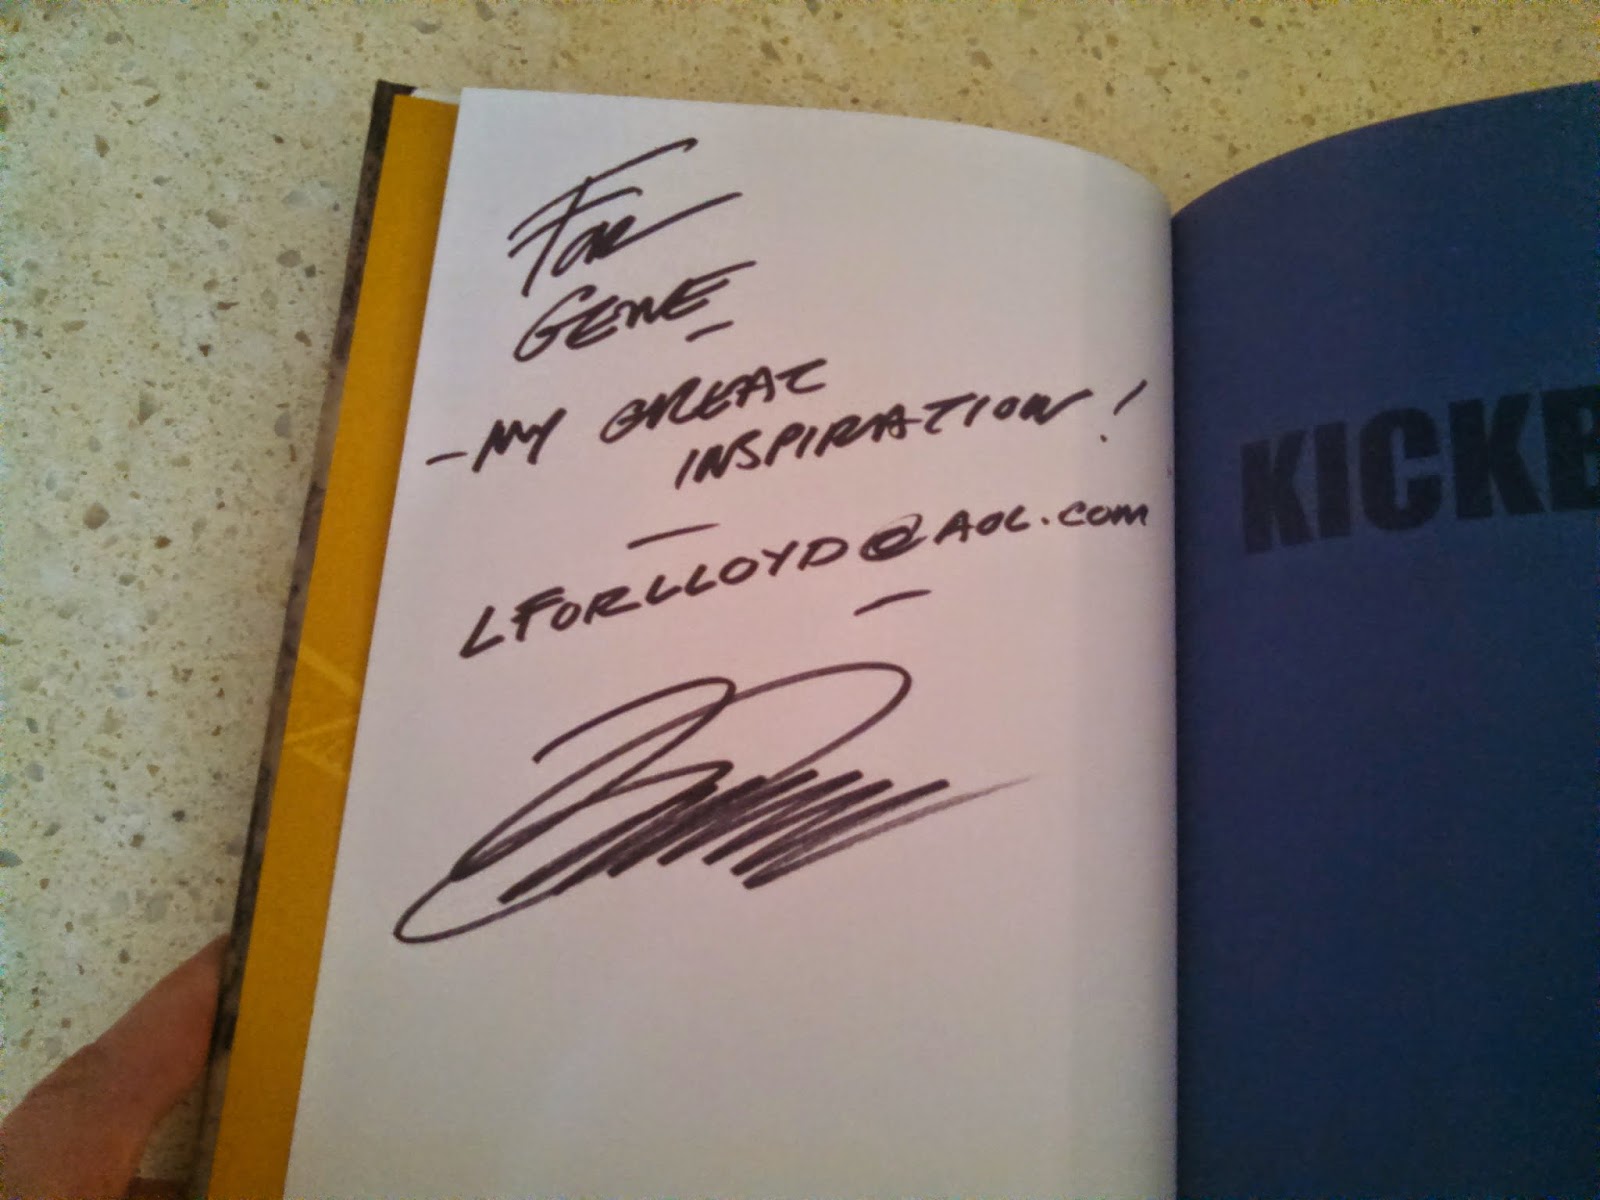 For
GENE
- MY GREAT
INSPIRATION!
LFORLLOYD@AOL.COM
KICKB